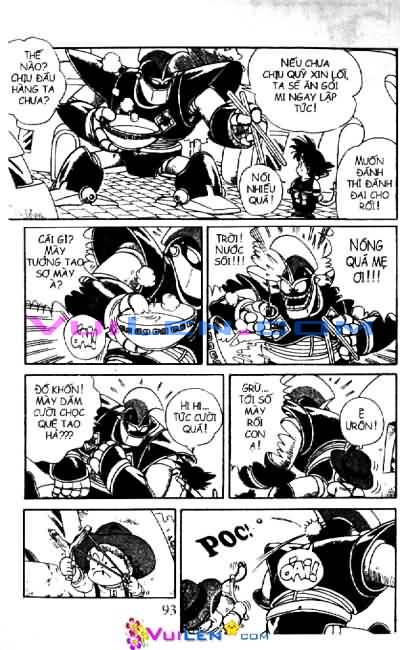 THẾ
NÀO?
CHỊU ĐẦU
HÀNG TA
CHƯA?
NẾU CHƯA
CHỊU QUỲ XIN LỖI,
TA SẼ ĂN GỎI
MI NGAY LẬP
TỨC!
NÓI
NHIỀU
QUÁ!
MUỐN
ĐÁNH
THÌ ĐÁNH
ĐẠI CHO
RỒI!
CÁI GÌ?
MÀY
TƯỞNG TAO
SỢ MÀY
À?
TRỜI!
NƯỚC
SÔI!!!
NÓNG
QUÁ MẸ
ƠI!!!
VUILEN.COM
ĐỒ KHỐN!
MÀY DÁM
CƯỜI CHỌC
QUÊ TAO
HẢ???
HI HI...
TỨC CƯỜI
QUÁ!
GRỪ...
TỚI SỐ
MÀY
RỒI
CON
Ạ!
Ê
URÔN!
POC!
93
VUILEN.COM